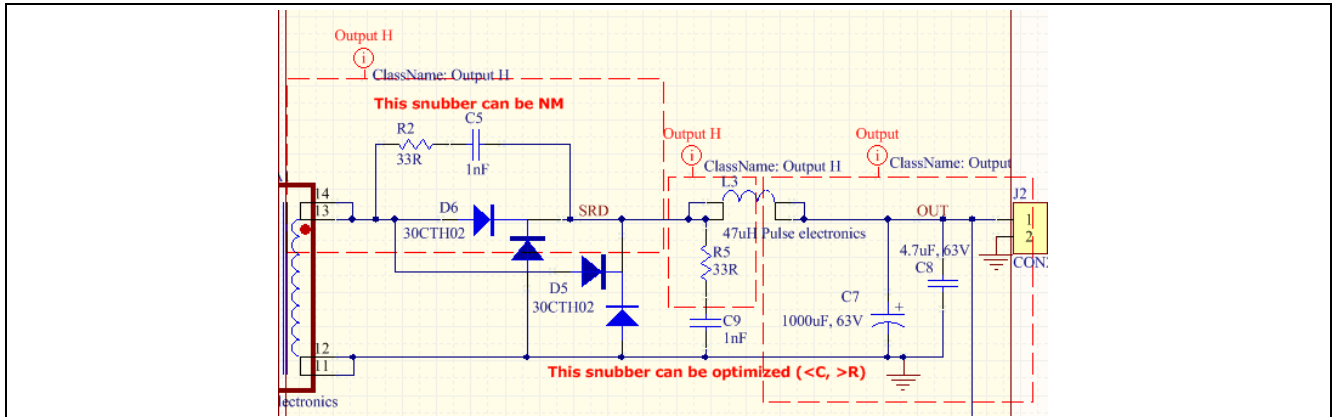 Output H
i
ClassName: Output H
This snubber can be NM
R2
33R
C5
1nF
Output H
i
ClassName: Output H
Output
i
ClassName: Output
14
13
D6
30CTH02
SRD
L3
47uH Pulse electronics
OUT
J2
1
2
R5
33R
4.7uF, 63V
C8
D5
30CTH02
C7
1000uF, 63V
+
C9
1nF
12
11
This snubber can be optimized (<C, >R)